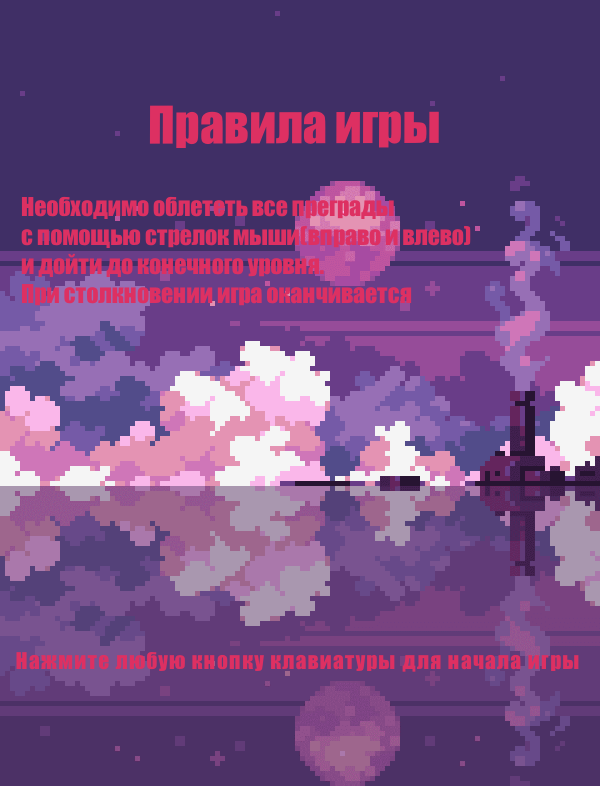 Правила игры
Необходимо облетоть все преграды
с помощью стрелок мыши(вправо и влево)
и дойти до конечного уровня.
При столкновении игра оканчивается
Нажмите любую кнопку клавиатуры для начала игры